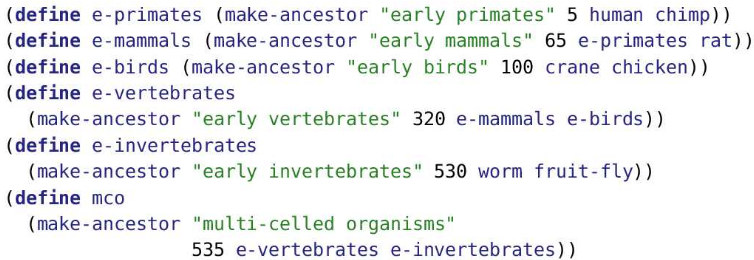 (define e-primates (make-ancestor "early primates" 5 human chimp))
(define e-mammals (make-ancestor "early mammals" 65 e-primates rat))
(define e-birds (make-ancestor "early birds" 100 crane chicken))
(define e-vertebrates
  (make-ancestor "early vertebrates" 320 e-mammals e-birds))
(define e-invertebrates
  (make-ancestor "early invertebrates" 530 worm fruit-fly))
(define mco
  (make-ancestor "multi-celled organisms"
                 535 e-vertebrates e-invertebrates))